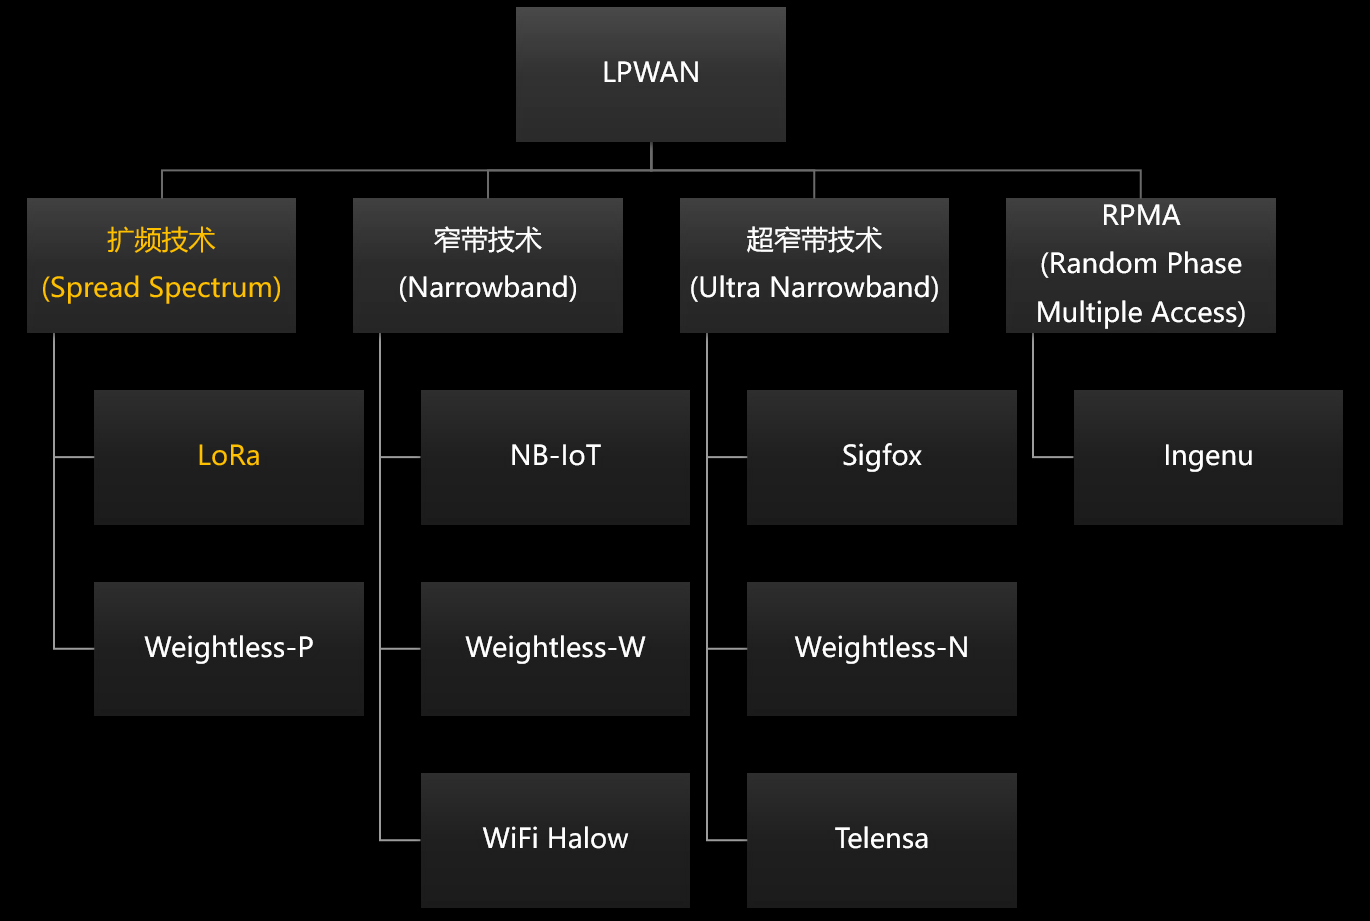 LPWAN
扩频技术
(Spread Spectrum)
窄带技术
(Narrowband)
超窄带技术
(Ultra Narrowband)
RPMA
(Random Phase
Multiple Access)
LoRa
NB-IoT
Sigfox
Ingenu
Weightless-P
Weightless-W
Weightless-N
WiFi Halow
Telensa